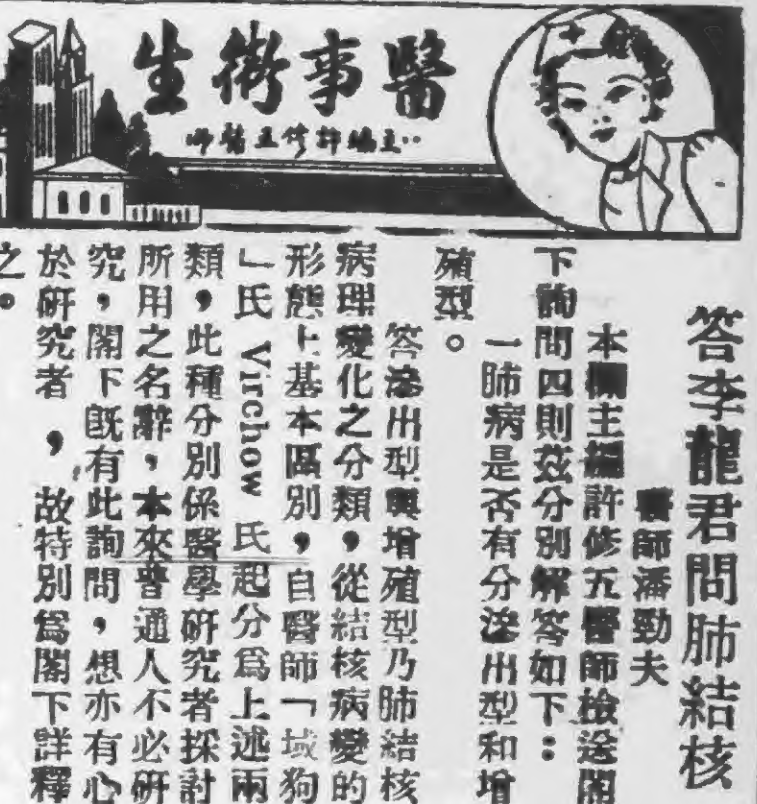 醫事衛生
主編許修五醫師
答李龍君問肺結核
醫師潘勁夫
本欄主編許修五醫師檢送閣
下詢問四則茲分別解答如下：
一肺病是否有分滲出型和增
殖型。
答滲出型與增殖型乃肺結核
病理變化之分類，從結核病變的
形態上基本區別，自醫師「域狗
」氏 Virchow 氏起分爲上述兩
類，此種分別係醫學研究者探討
所用之名辭，本來普通人不必研
究，閣下既有此詢問，想亦有心
於研究者，故特別爲閣下詳釋
之。